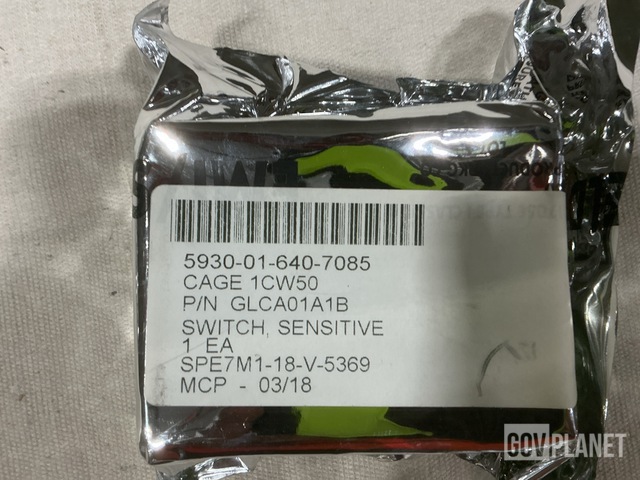 5930-01-640-7085
CAGE 1CW50
P/N GLCA01A1B
SWITCH, SENSITIVE
1 EA
SPE7M1-18-V-5369
MCP - 03/18
GOVPLANET